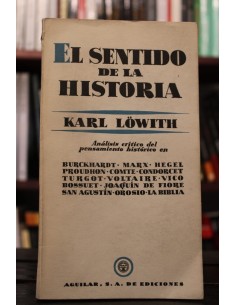 EL SENTIDO
DE LA
HISTORIA
KARL LÖWITH
Análisis crítico del
pensamiento histórico en
BURCKHARDT · MARX · HEGEL
PROUDHON · COMTE · CONDORCET
TURGOT · VOLTAIRE · VICO
BOSSUET · JOAQUÍN DE FIORE
SAN AGUSTÍN · OROSIO · LA BIBLIA
AGUILAR, S. A. DE EDICIONES